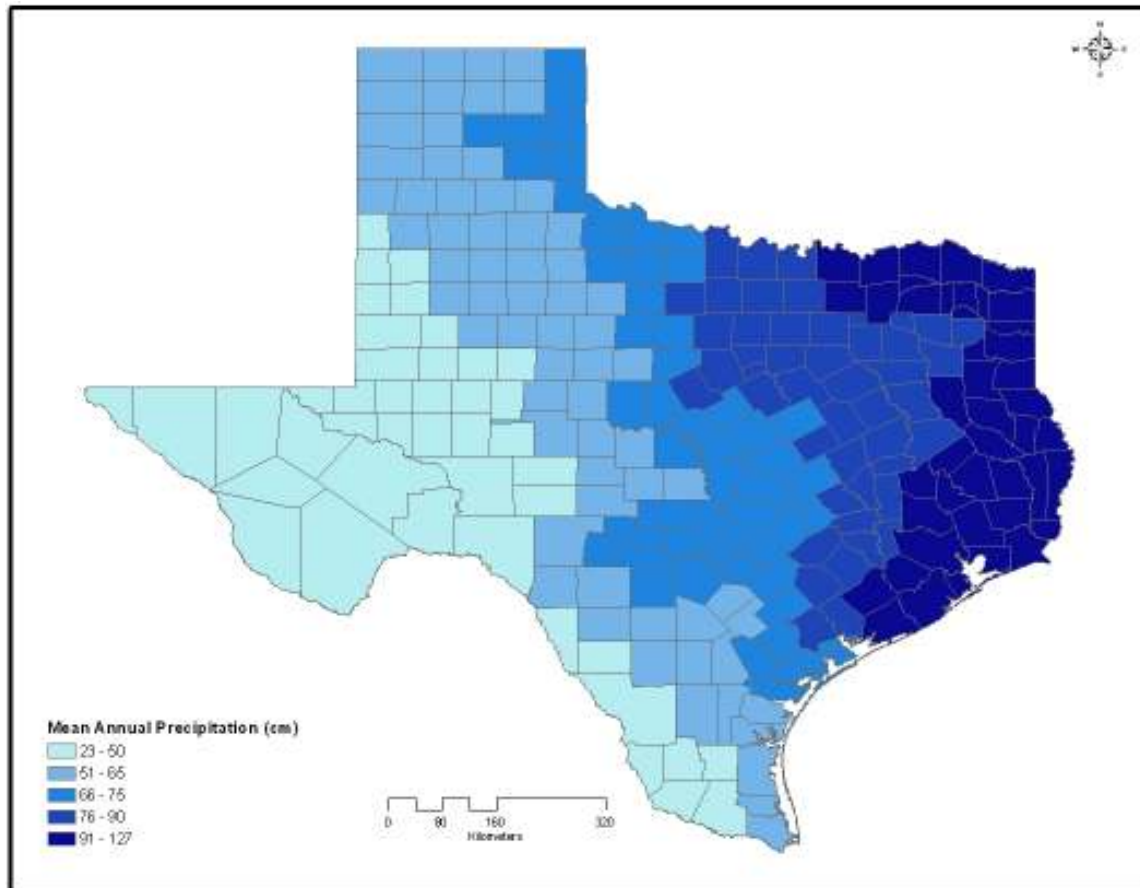 N
W
E
S
Mean Annual Precipitation (cm)
23 - 50
51 - 65
66 - 75
76 - 90
91 - 127
0 80 160 320
Kilometers